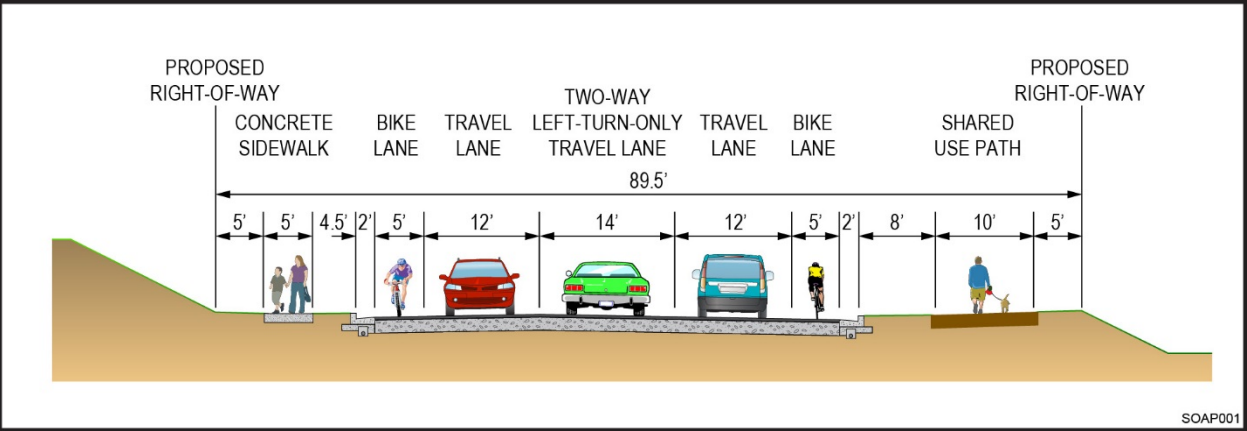 PROPOSED
RIGHT-OF-WAY
CONCRETE
SIDEWALK
BIKE
LANE
TRAVEL
LANE
TWO-WAY
LEFT-TURN-ONLY
TRAVEL LANE
TRAVEL
LANE
BIKE
LANE
SHARED
USE PATH
PROPOSED
RIGHT-OF-WAY
89.5'
5' 5' 4.5' 2' 5' 12' 14' 12' 5' 2' 8' 10' 5'
SOAP001